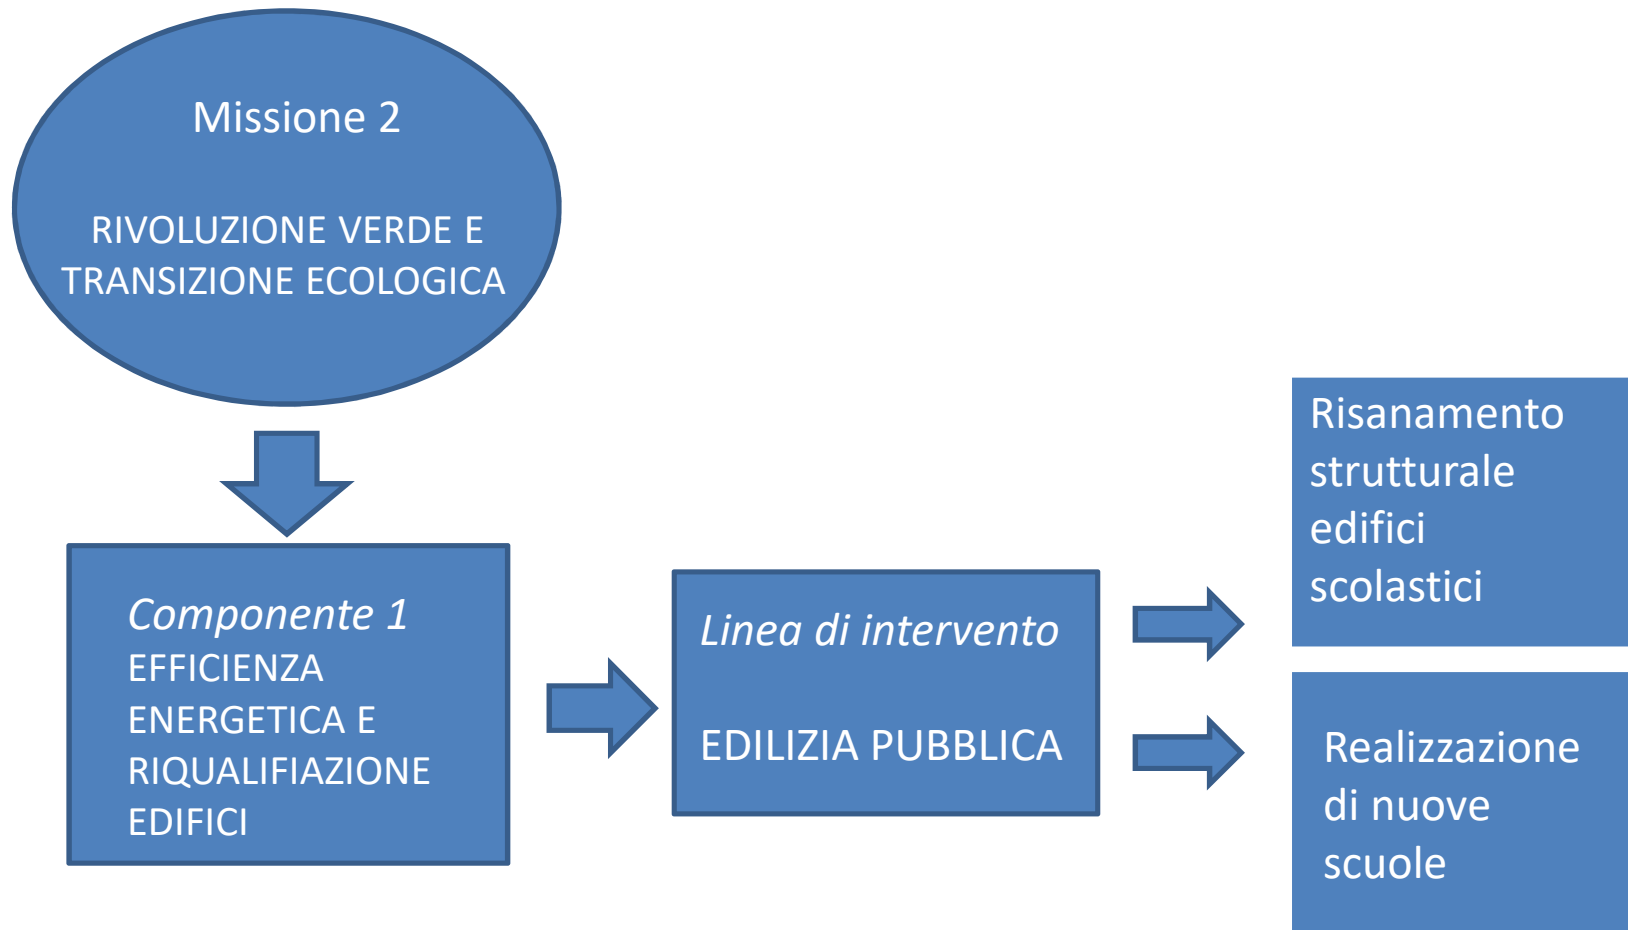 Missione 2
RIVOLUZIONE VERDE E
TRANSIZIONE ECOLOGICA
Componente 1
EFFICIENZA
ENERGETICA E
RIQUALIFIAZIONE
EDIFICI
Linea di intervento
EDILIZIA PUBBLICA
Risanamento
strutturale
edifici
scolastici
Realizzazione
di nuove
scuole